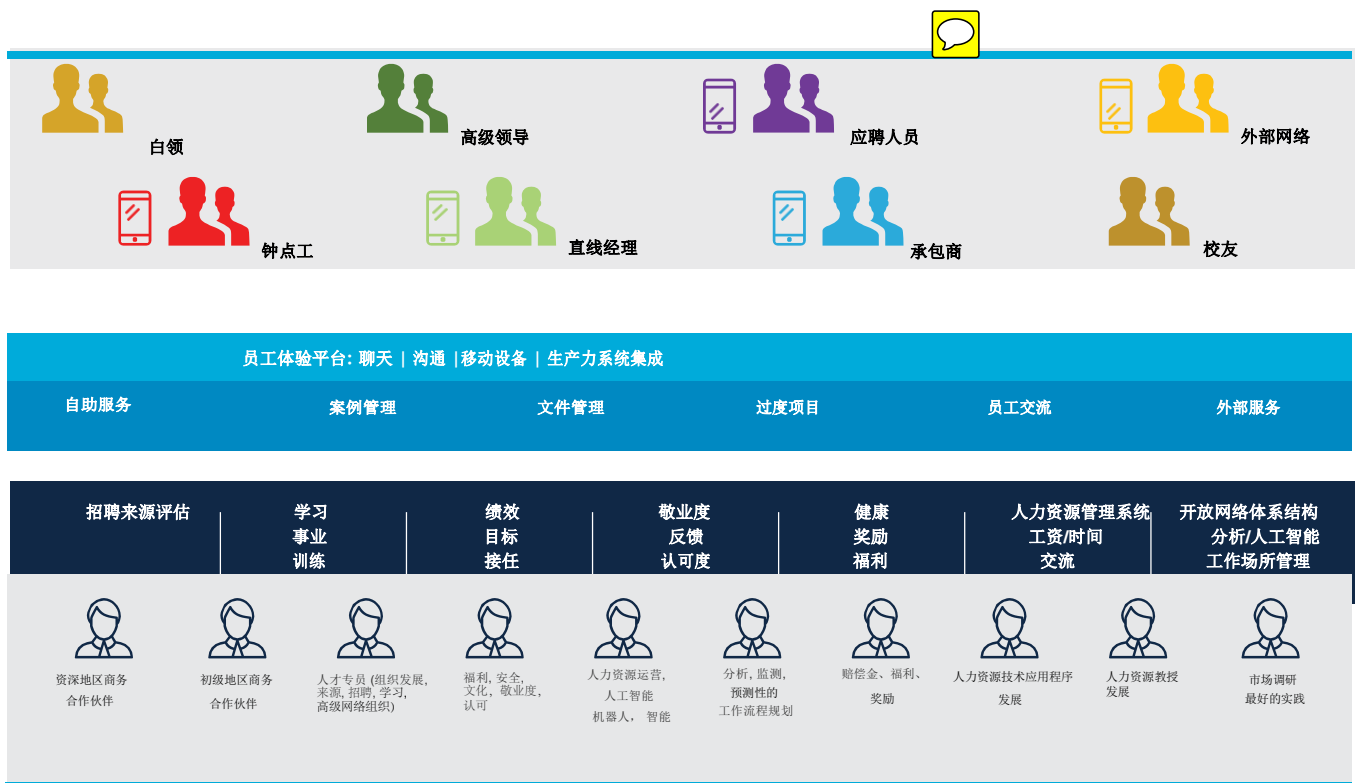 白领
高级领导
应聘人员
外部网络
钟点工
直线经理
承包商
校友
员工体验平台: 聊天 | 沟通 |移动设备 | 生产力系统集成
自助服务
案例管理
文件管理
过度项目
员工交流
外部服务
招聘来源评估
学习
事业
训练
绩效
目标
接任
敬业度
反馈
认可度
健康
奖励
福利
人力资源管理系统
工资/时间
交流
开放网络体系结构
分析/人工智能
工作场所管理
资深地区商务
合作伙伴
初级地区商务
合作伙伴
人才专员 (组织发展,
来源, 招聘, 学习,
高级网络组织)
福利, 安全,
文化, 敬业度,
认可
人力资源运营,
人工智能
机器人, 智能
分析, 监测,
预测性的
工作流程规划
赔偿金、福利、
奖励
人力资源技术应用程序
发展
人力资源教授
发展
市场调研
最好的实践